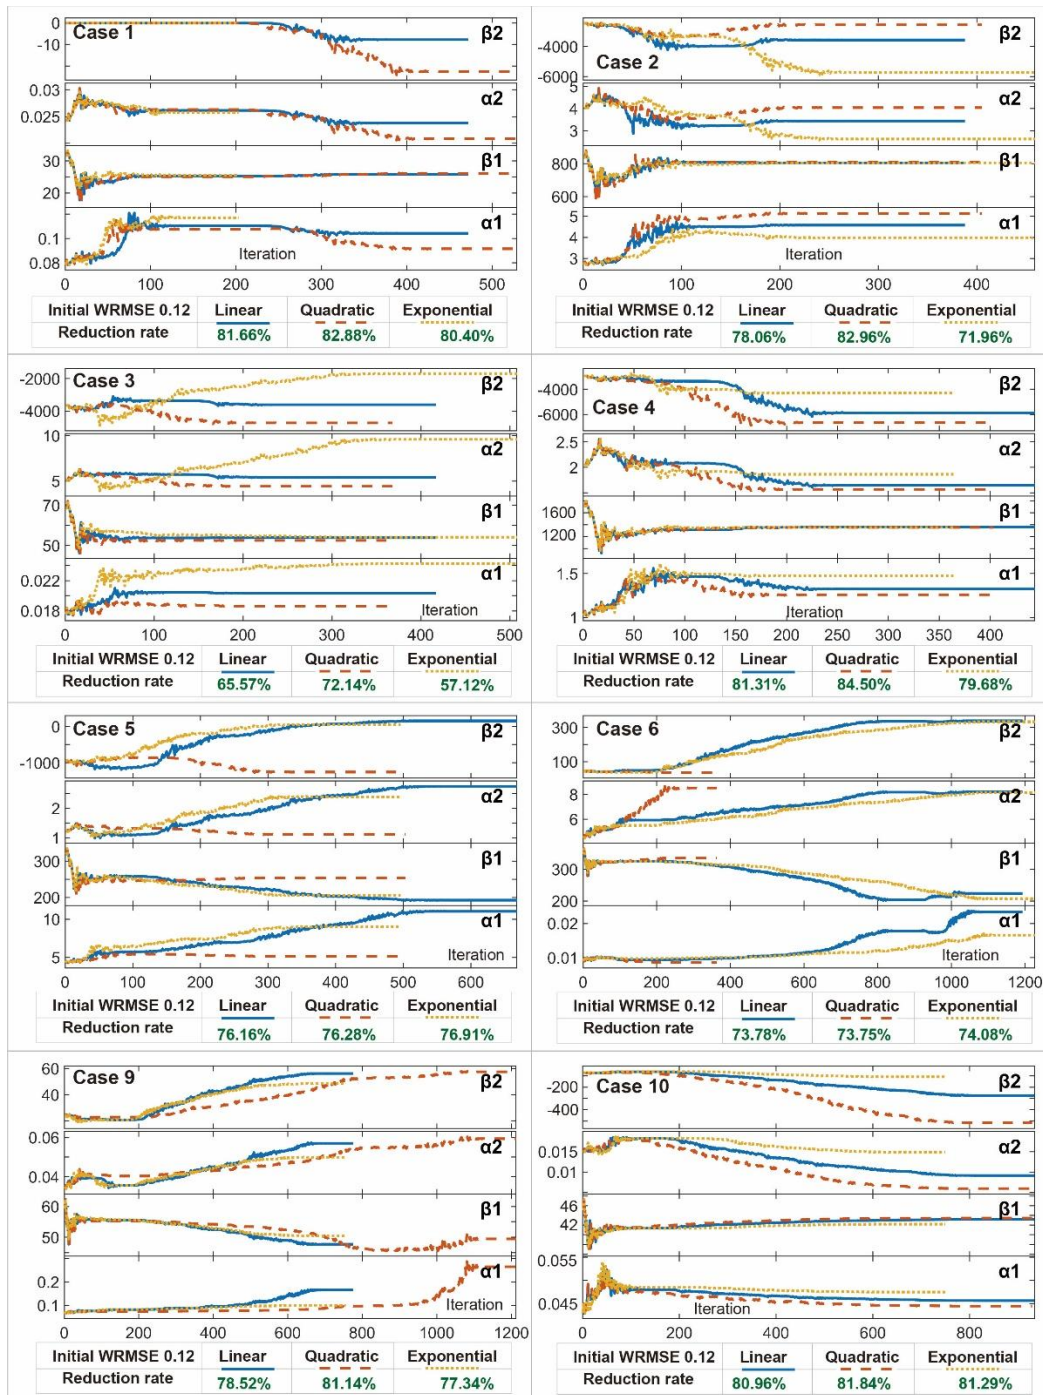 Case 1
β2
0
-10
α2
0.03
0.025
β1
30
20
α1
0.1
0.08
Iteration
0 100 200 300 400 500
Initial WRMSE 0.12 Linear Quadratic Exponential
Reduction rate 81.66% 82.88% 80.40%
Case 2
β2
-4000
-6000
α2
5
4
3
β1
800
600
α1
5
4
3
Iteration
0 100 200 300 400
Initial WRMSE 0.12 Linear Quadratic Exponential
Reduction rate 78.06% 82.96% 71.96%
Case 3
β2
-2000
-4000
α2
10
5
β1
70
50
α1
0.022
0.018
Iteration
0 100 200 300 400 500
Initial WRMSE 0.12 Linear Quadratic Exponential
Reduction rate 65.57% 72.14% 57.12%
Case 4
β2
-4000
-6000
α2
2.5
2
β1
1600
1200
α1
1.5
1
Iteration
0 50 100 150 200 250 300 350 400
Initial WRMSE 0.12 Linear Quadratic Exponential
Reduction rate 81.31% 84.50% 79.68%
Case 5
β2
0
-1000
α2
2
1
β1
300
200
α1
10
5
Iteration
0 100 200 300 400 500 600
Initial WRMSE 0.12 Linear Quadratic Exponential
Reduction rate 76.16% 76.28% 76.91%
Case 6
β2
300
100
α2
8
6
β1
300
200
α1
0.02
0.01
Iteration
0 200 400 600 800 1000 1200
Initial WRMSE 0.12 Linear Quadratic Exponential
Reduction rate 73.78% 73.75% 74.08%
Case 9
β2
60
40
α2
0.06
0.04
β1
60
50
α1
0.2
0.1
Iteration
0 200 400 600 800 1000 1200
Initial WRMSE 0.12 Linear Quadratic Exponential
Reduction rate 78.52% 81.14% 77.34%
Case 10
β2
-200
-400
α2
0.015
0.01
β1
46
42
α1
0.055
0.045
Iteration
0 200 400 600 800
Initial WRMSE 0.12 Linear Quadratic Exponential
Reduction rate 80.96% 81.84% 81.29%